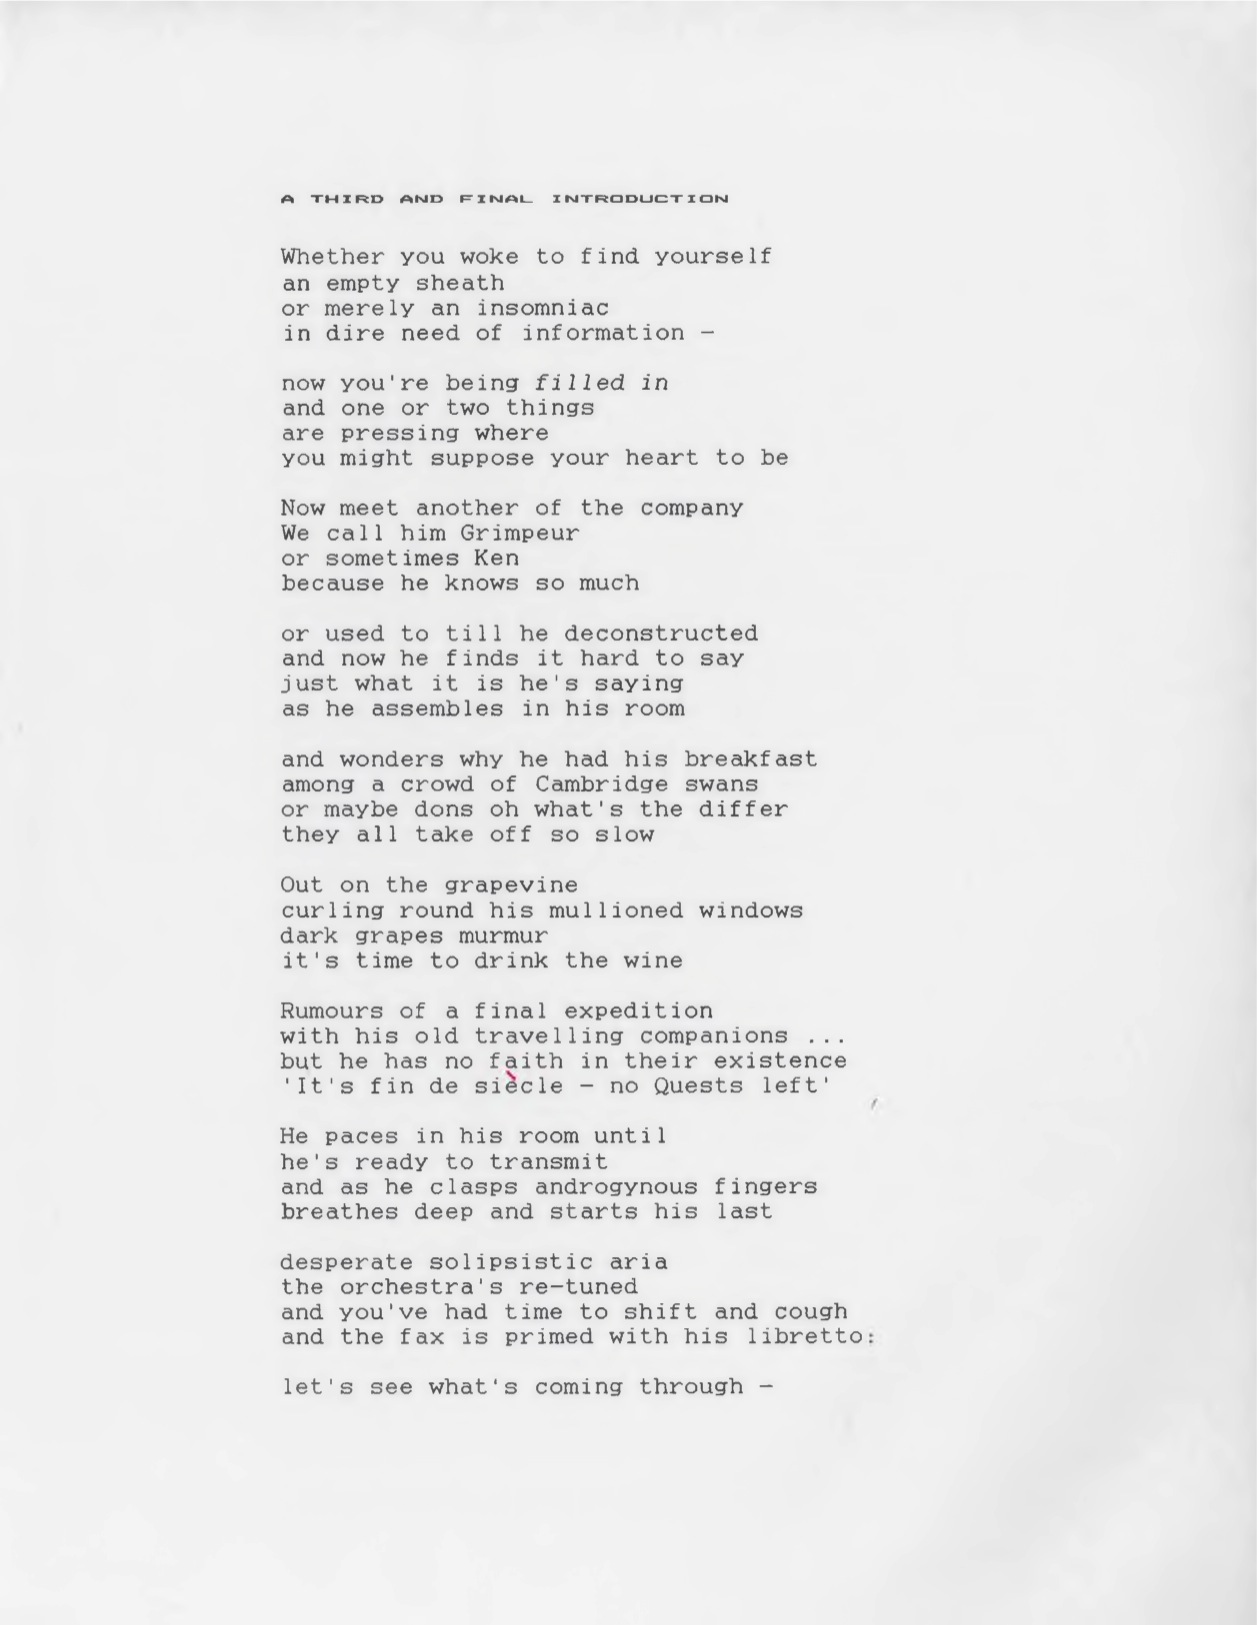 A THIRD AND FINAL INTRODUCTION
Whether you woke to find yourself
an empty sheath
or merely an insomniac
in dire need of information –
now you're being filled in
and one or two things
are pressing where
you might suppose your heart to be
Now meet another of the company
We call him Grimpeur
or sometimes Ken
because he knows so much
or used to till he deconstructed
and now he finds it hard to say
just what it is he's saying
as he assembles in his room
and wonders why he had his breakfast
among a crowd of Cambridge swans
or maybe dons oh what's the differ
they all take off so slow
Out on the grapevine
curling round his mullioned windows
dark grapes murmur
it's time to drink the wine
Rumours of a final expedition
with his old travelling companions ...
but he has no faith in their existence
'It's fin de siècle – no Quests left'
He paces in his room until
he's ready to transmit
and as he clasps androgynous fingers
breathes deep and starts his last
desperate solipsistic aria
the orchestra's re-tuned
and you've had time to shift and cough
and the fax is primed with his libretto:
let's see what's coming through –